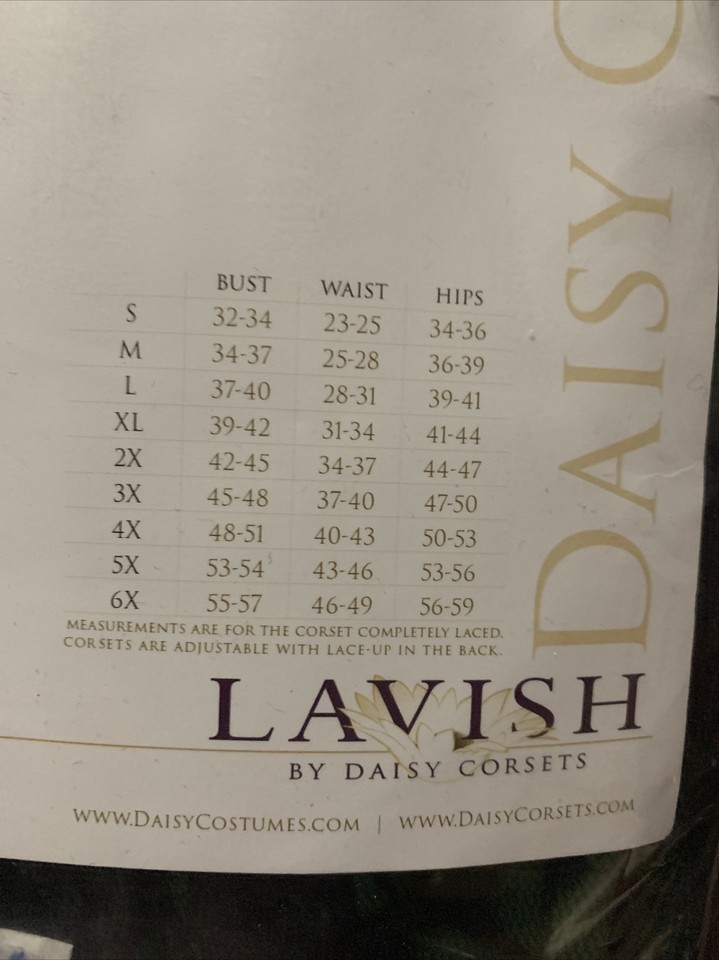 BUST WAIST HIPS
S 32-34 23-25 34-36
M 34-37 25-28 36-39
L 37-40 28-31 39-41
XL 39-42 31-34 41-44
2X 42-45 34-37 44-47
3X 45-48 37-40 47-50
4X 48-51 40-43 50-53
5X 53-54 43-46 53-56
6X 55-57 46-49 56-59
MEASUREMENTS ARE FOR THE CORSET COMPLETELY LACED.
CORSETS ARE ADJUSTABLE WITH LACE-UP IN THE BACK.
LAVISH
BY DAISY CORSETS
WWW.DAISYCOSTUMES.COM | WWW.DAISYCORSETS.COM
DAISY C